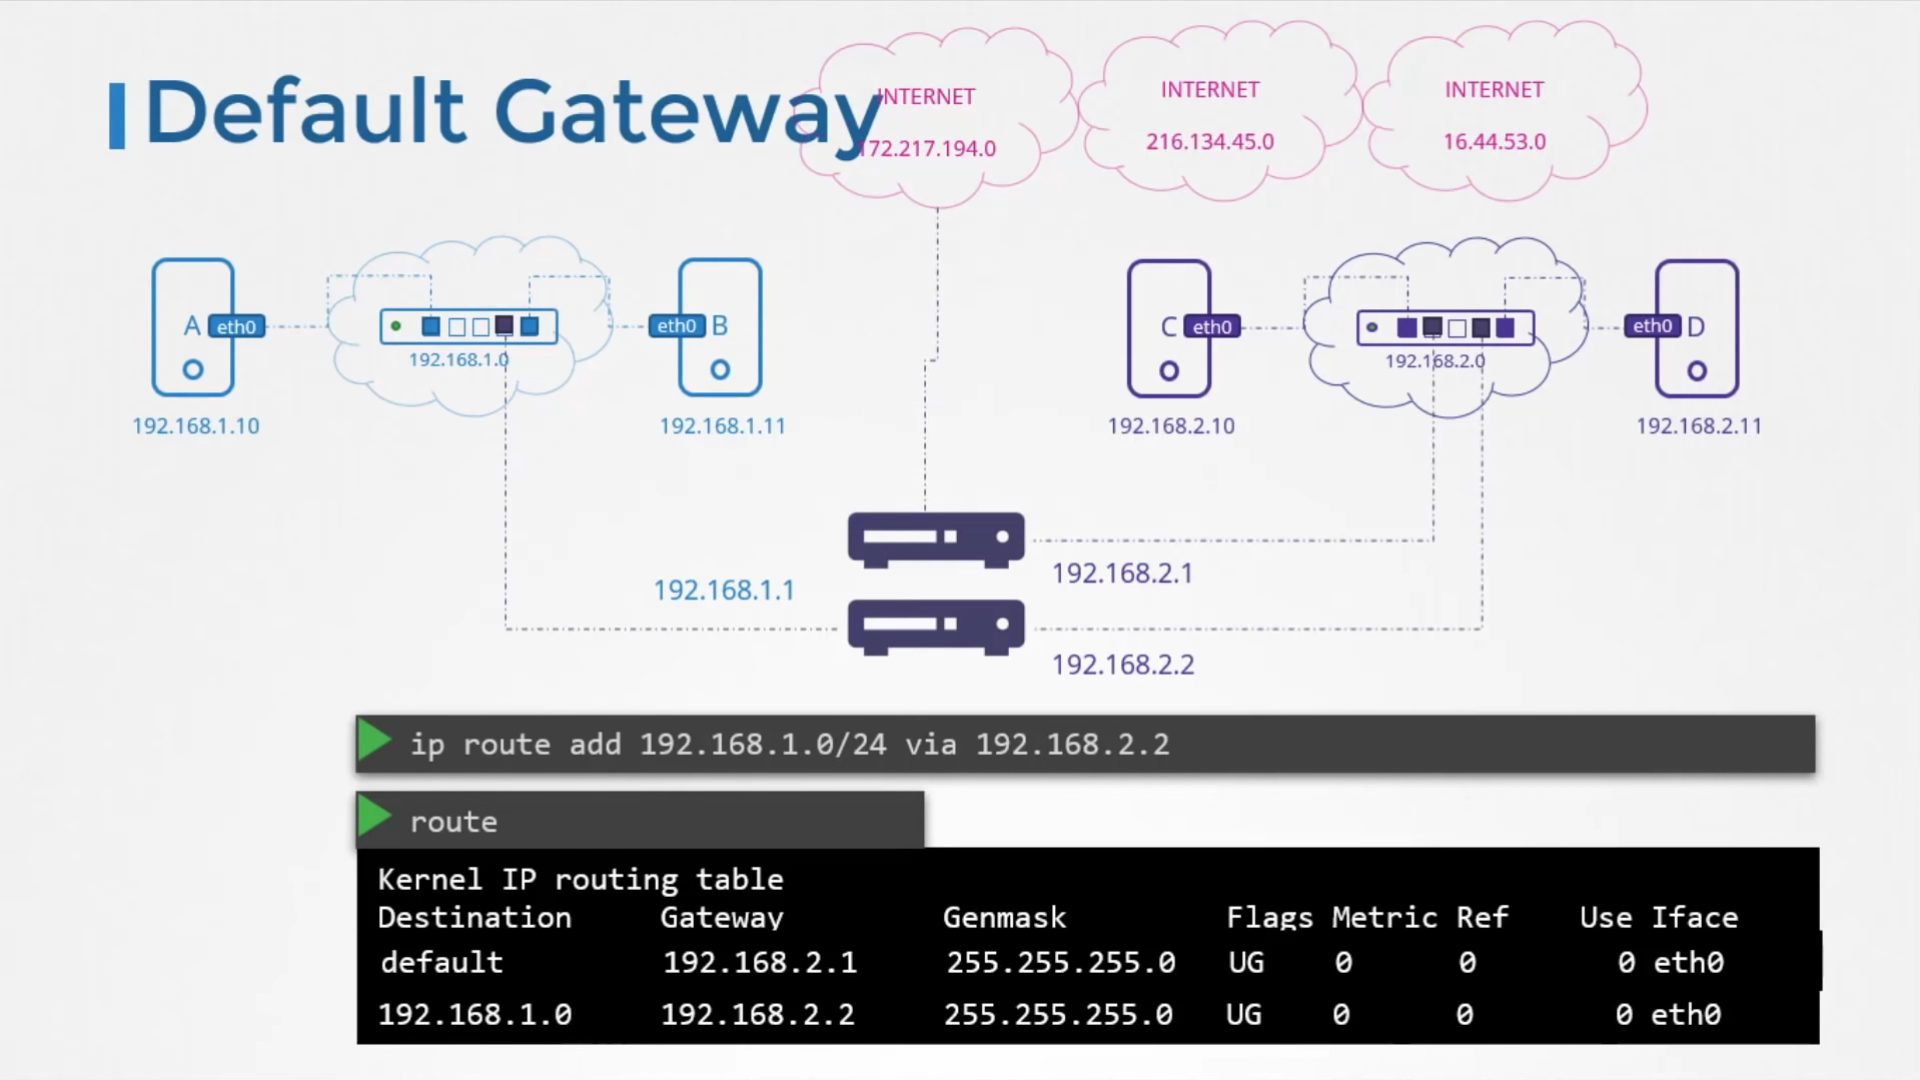 Default Gateway
INTERNET
172.217.194.0
INTERNET
216.134.45.0
INTERNET
16.44.53.0
A
eth0
192.168.1.10
192.168.1.0
eth0
B
192.168.1.11
C
eth0
192.168.2.10
192.168.2.0
eth0
D
192.168.2.11
192.168.1.1
192.168.2.1
192.168.2.2
ip route add 192.168.1.0/24 via 192.168.2.2
route
Kernel IP routing table
Destination Gateway Genmask Flags Metric Ref Use Iface
default 192.168.2.1 255.255.255.0 UG 0 0 0 eth0
192.168.1.0 192.168.2.2 255.255.255.0 UG 0 0 0 eth0